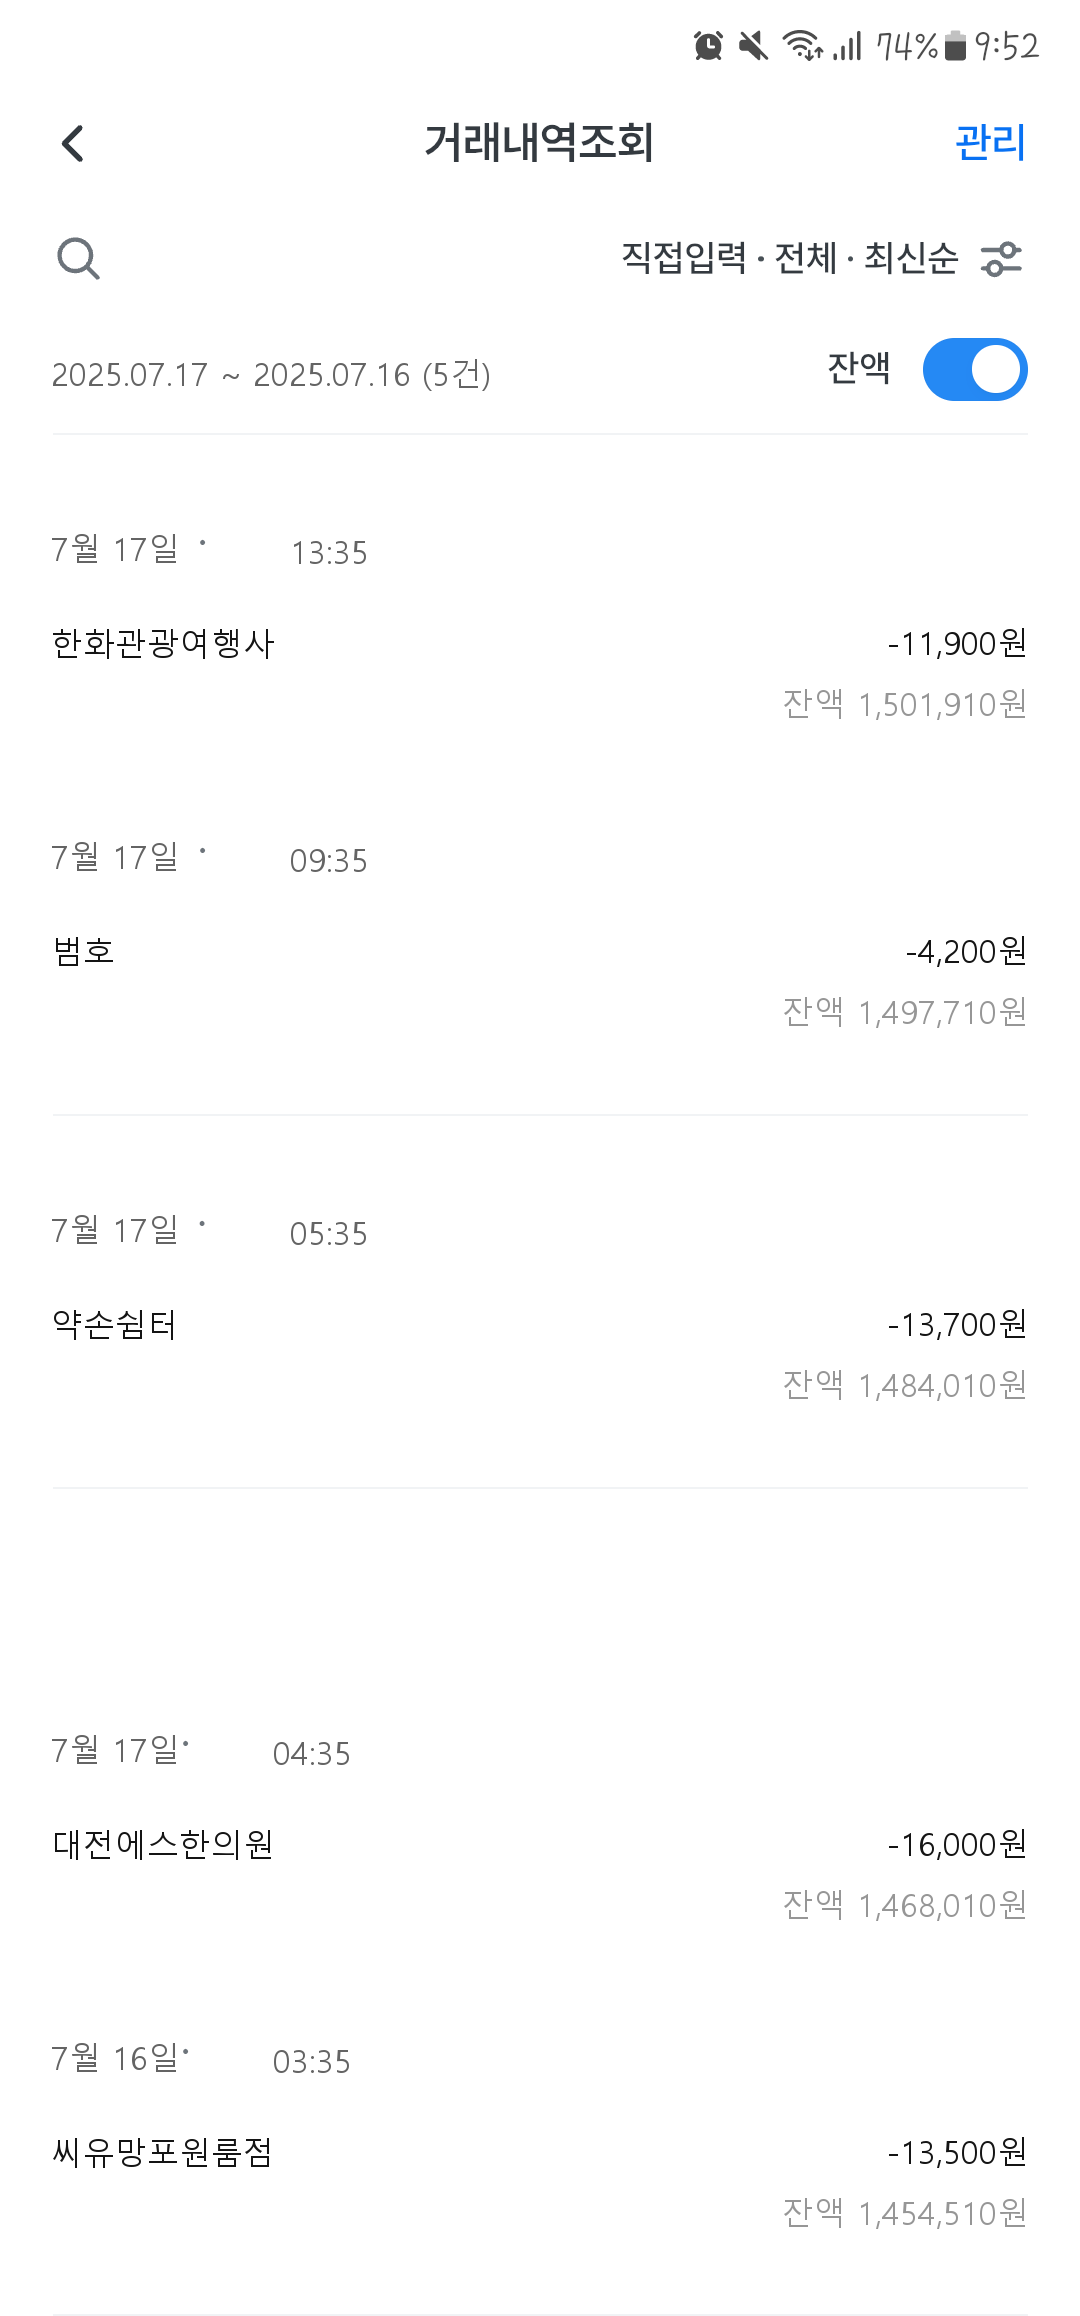 74% 9:52
거래내역조회 관리
직접입력 · 전체 · 최신순
2025.07.17 ~ 2025.07.16 (5건) 잔액
7월 17일 · 13:35
한화관광여행사 -11,900원
잔액 1,501,910원
7월 17일 · 09:35
범호 -4,200원
잔액 1,497,710원
7월 17일 · 05:35
약손쉼터 -13,700원
잔액 1,484,010원
7월 17일· 04:35
대전에스한의원 -16,000원
잔액 1,468,010원
7월 16일· 03:35
씨유망포원룸점 -13,500원
잔액 1,454,510원